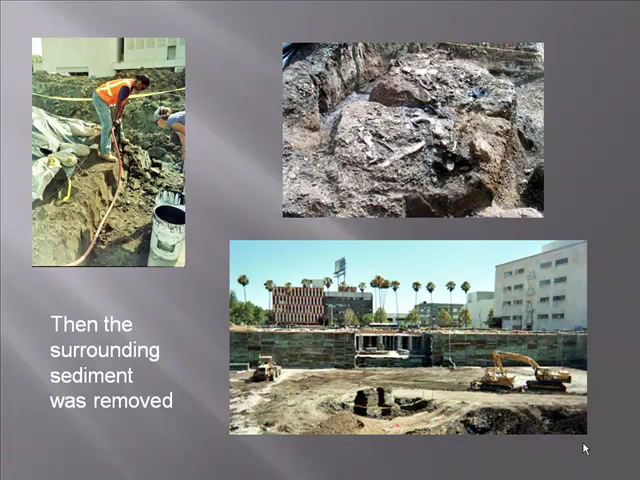 Then the
surrounding
sediment
was removed